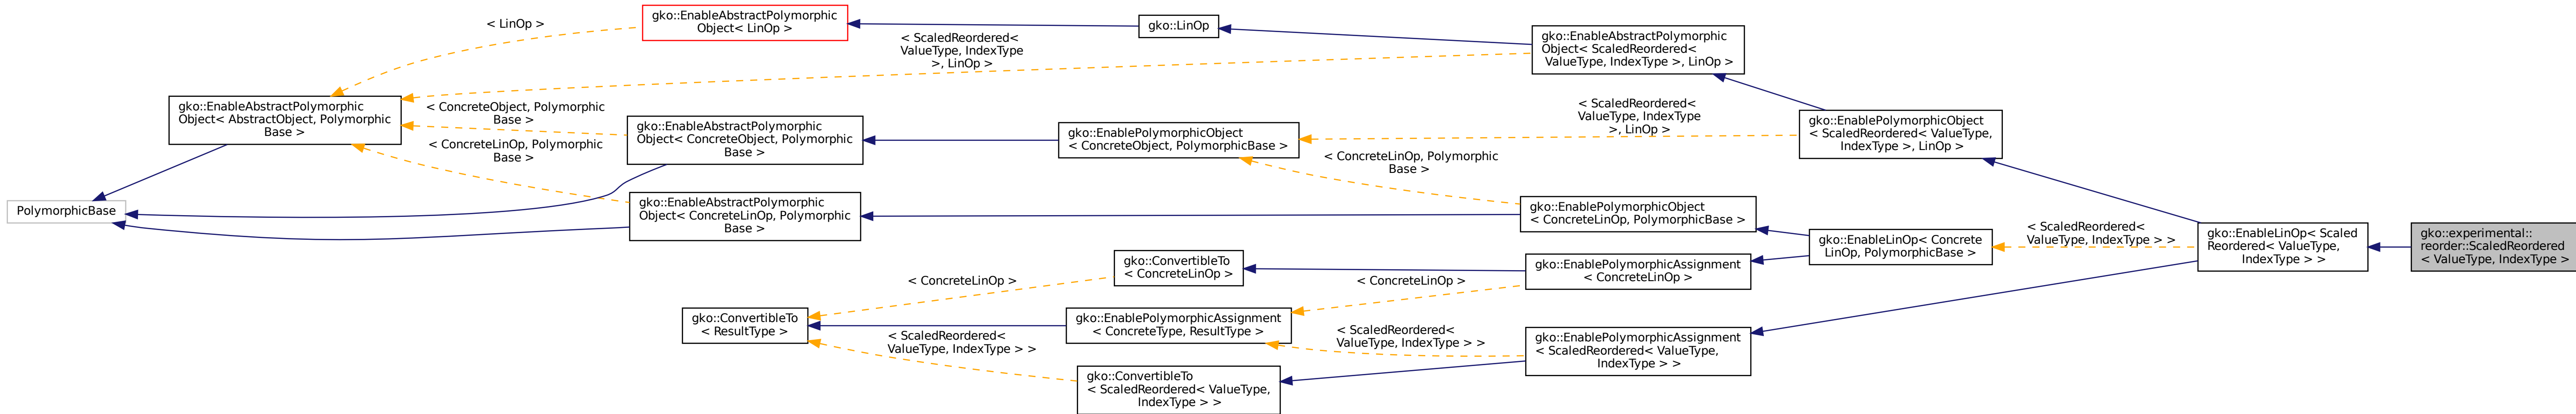 gko::EnableAbstractPolymorphic
Object< LinOp >
< LinOp >
gko::LinOp
gko::EnableAbstractPolymorphic
Object< ScaledReordered<
ValueType, IndexType >, LinOp >
< ScaledReordered<
ValueType, IndexType
>, LinOp >
gko::EnableAbstractPolymorphic
Object< AbstractObject, Polymorphic
Base >
< ConcreteObject, Polymorphic
Base >
< ConcreteLinOp, Polymorphic
Base >
gko::EnableAbstractPolymorphic
Object< ConcreteObject, Polymorphic
Base >
gko::EnablePolymorphicObject
< ConcreteObject, PolymorphicBase >
< ScaledReordered<
ValueType, IndexType
>, LinOp >
gko::EnablePolymorphicObject
< ScaledReordered< ValueType,
IndexType >, LinOp >
< ConcreteLinOp, Polymorphic
Base >
PolymorphicBase
gko::EnableAbstractPolymorphic
Object< ConcreteLinOp, Polymorphic
Base >
gko::EnablePolymorphicObject
< ConcreteLinOp, PolymorphicBase >
gko::EnableLinOp< Concrete
LinOp, PolymorphicBase >
< ScaledReordered<
ValueType, IndexType > >
gko::EnableLinOp< Scaled
Reordered< ValueType,
IndexType > >
gko::experimental::
reorder::ScaledReordered
< ValueType, IndexType >
gko::ConvertibleTo
< ConcreteLinOp >
< ConcreteLinOp >
gko::EnablePolymorphicAssignment
< ConcreteLinOp >
< ConcreteLinOp >
gko::ConvertibleTo
< ResultType >
gko::EnablePolymorphicAssignment
< ConcreteType, ResultType >
< ScaledReordered<
ValueType, IndexType > >
< ScaledReordered<
ValueType, IndexType > >
gko::EnablePolymorphicAssignment
< ScaledReordered< ValueType,
IndexType > >
gko::ConvertibleTo
< ScaledReordered< ValueType,
IndexType > >